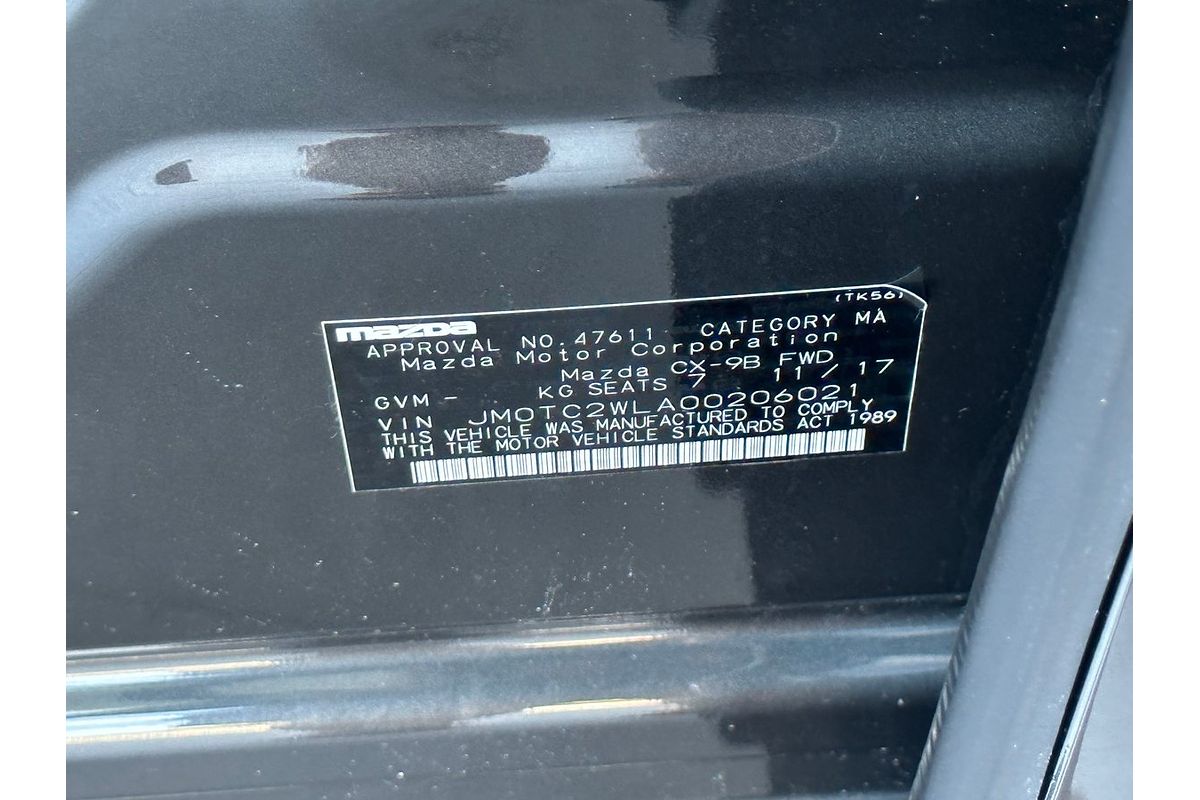 (TK56)
mazda
APPROVAL NO.47611 CATEGORY MA
Mazda Motor Corporation
Mazda CX-9B FWD
GVM - KG SEATS 7 11/17
VIN JM0TC2WLA00206021
THIS VEHICLE WAS MANUFACTURED TO COMPLY
WITH THE MOTOR VEHICLE STANDARDS ACT 1989